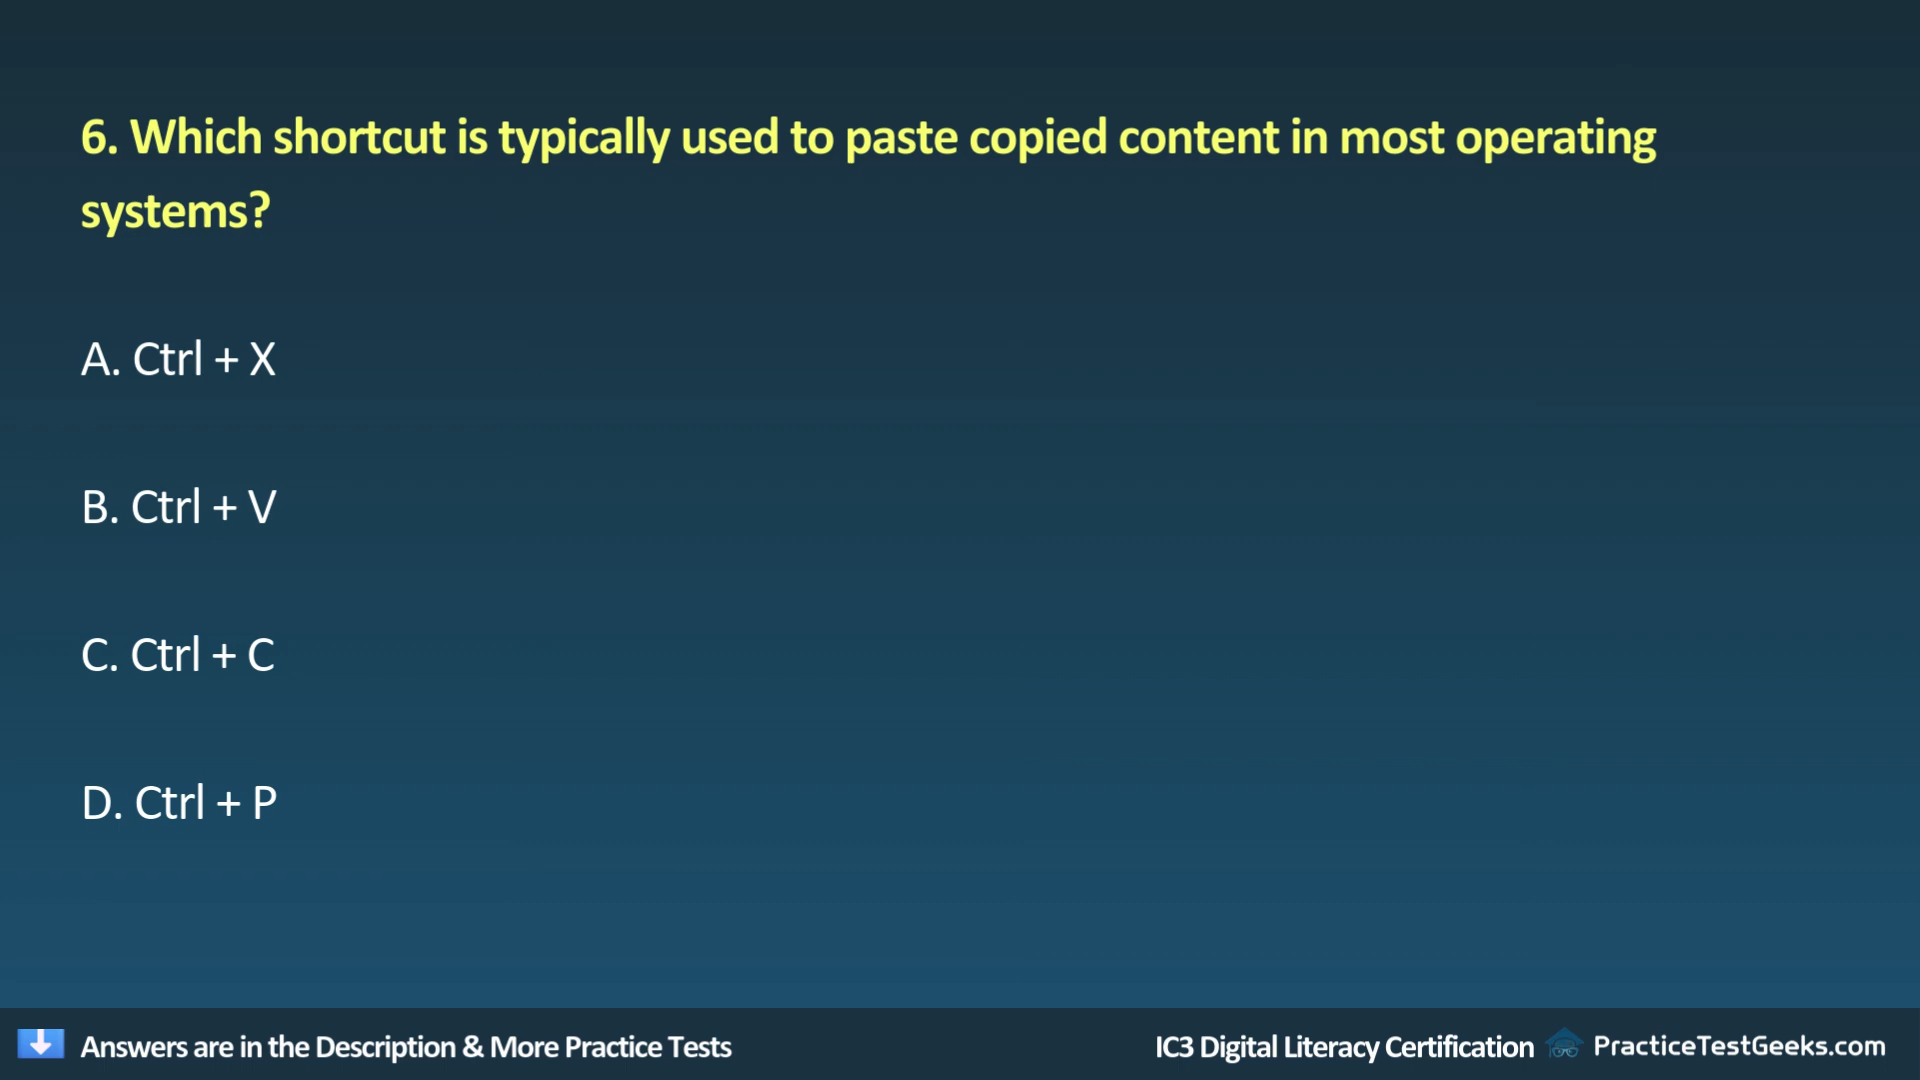 6. Which shortcut is typically used to paste copied content in most operating
systems?
A. Ctrl + X
B. Ctrl + V
C. Ctrl + C
D. Ctrl + P
Answers are in the Description & More Practice Tests
IC3 Digital Literacy Certification
PracticeTestGeeks.com